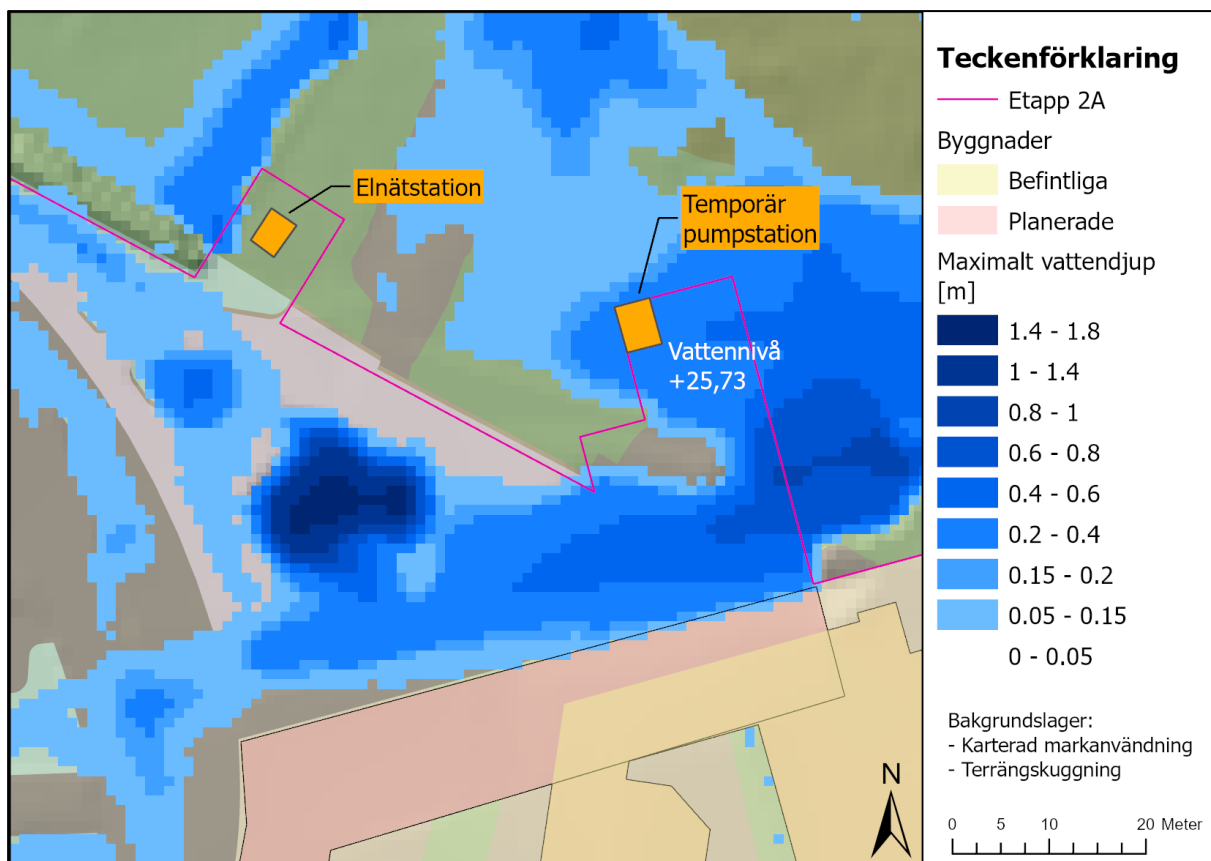 Elnätstation
Temporär
pumpstation
Vattennivå
+25,73
N
Teckenförklaring
Etapp 2A
Byggnader
Befintliga
Planerade
Maximalt vattendjup
[m]
1.4 - 1.8
1 - 1.4
0.8 - 1
0.6 - 0.8
0.4 - 0.6
0.2 - 0.4
0.15 - 0.2
0.05 - 0.15
0 - 0.05
Bakgrundslager:
- Karterad markanvändning
- Terrängskuggning
0 5 10 20 Meter